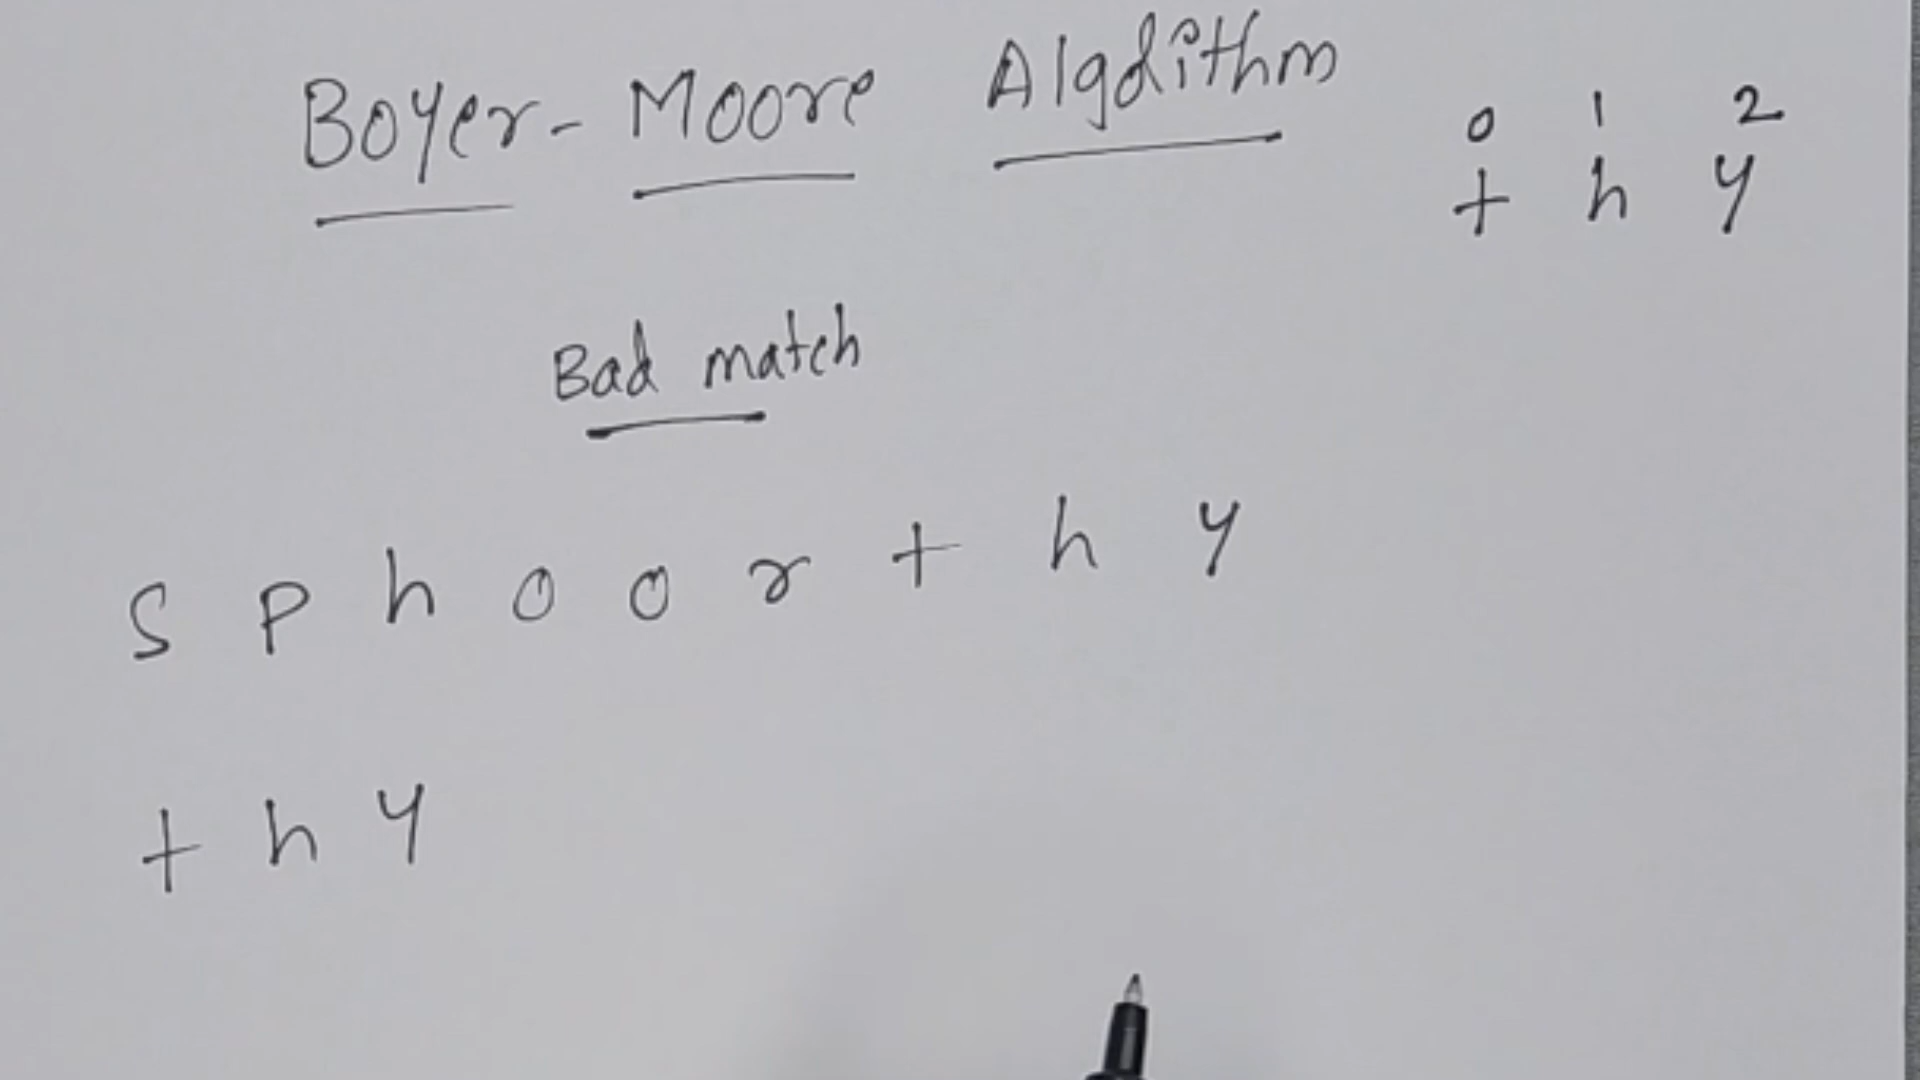 Boyer-Moore Algorithm
0 1 2
t h y
Bad match
s p h o o r t h y
t h y